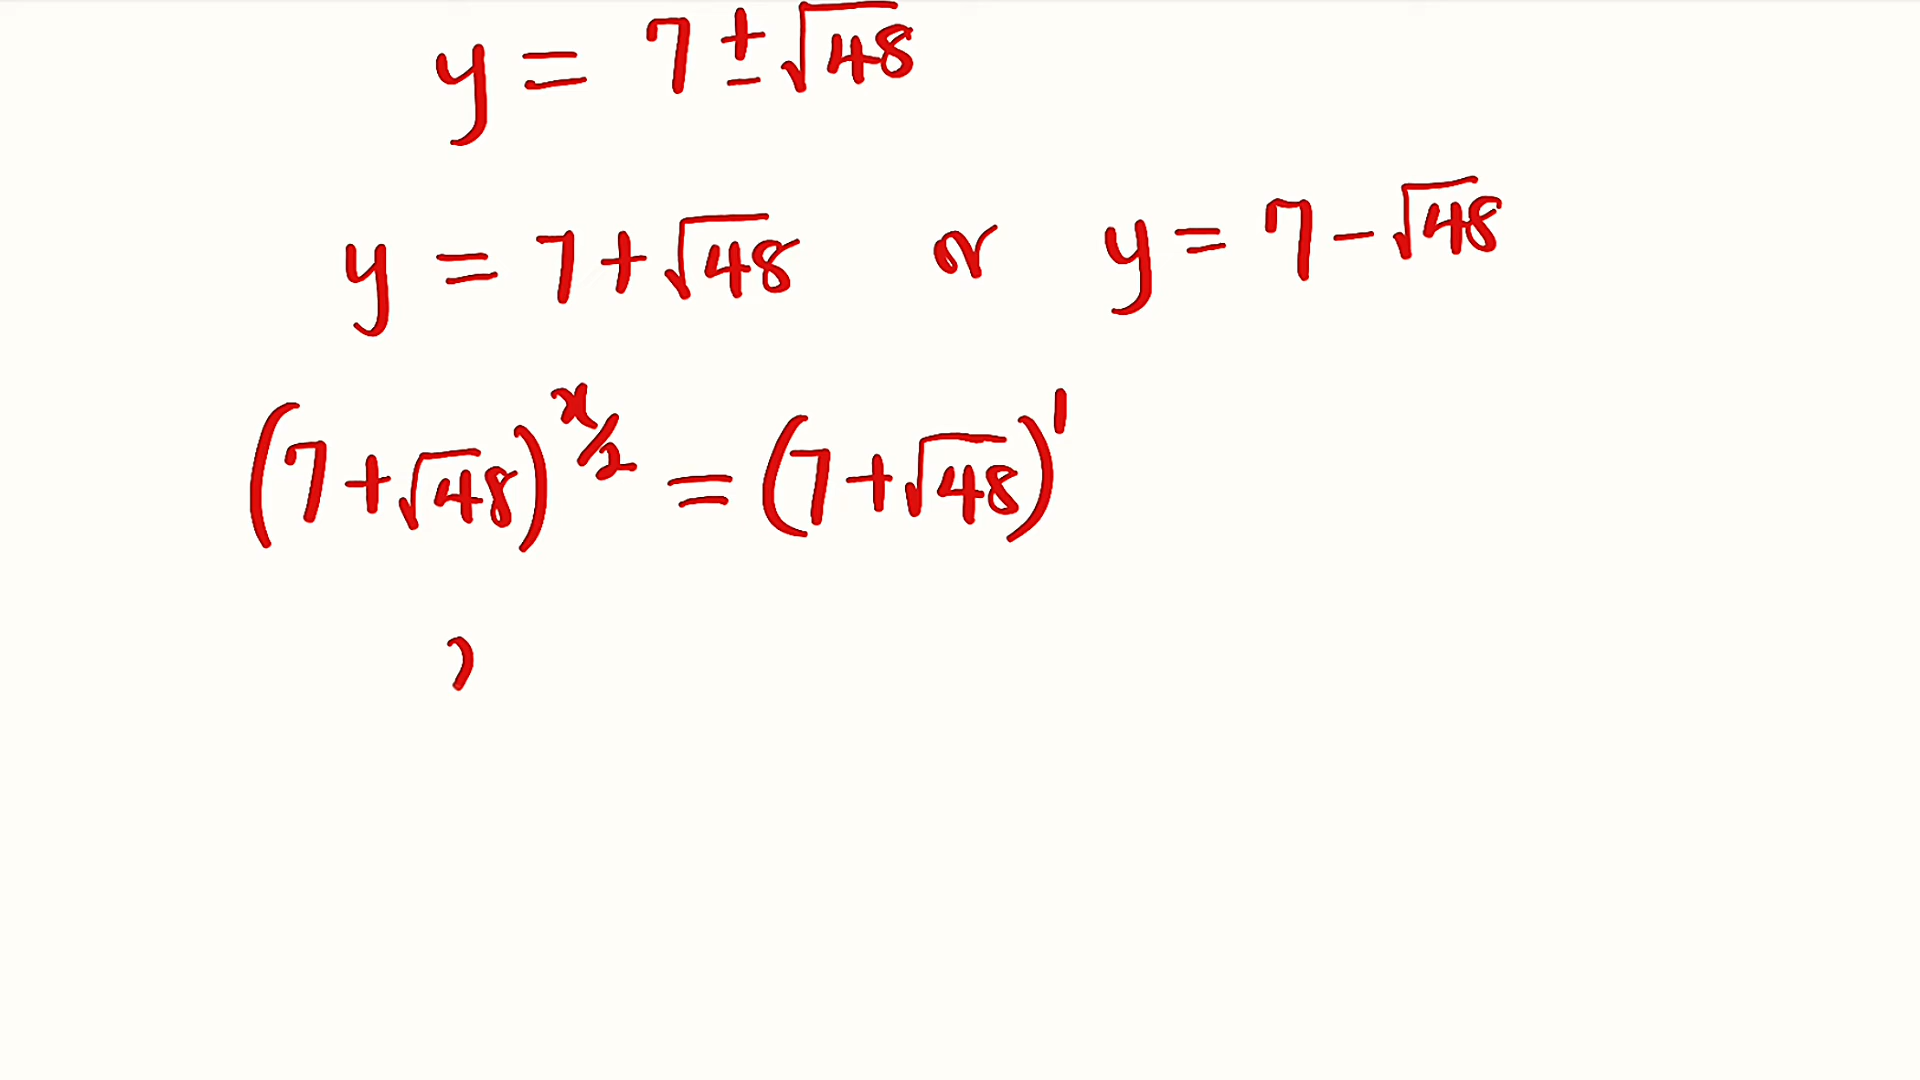 y = 7 ± √48
y = 7 + √48 or y = 7 − √48
(7 + √48)^{x/2} = (7 + √48)^1